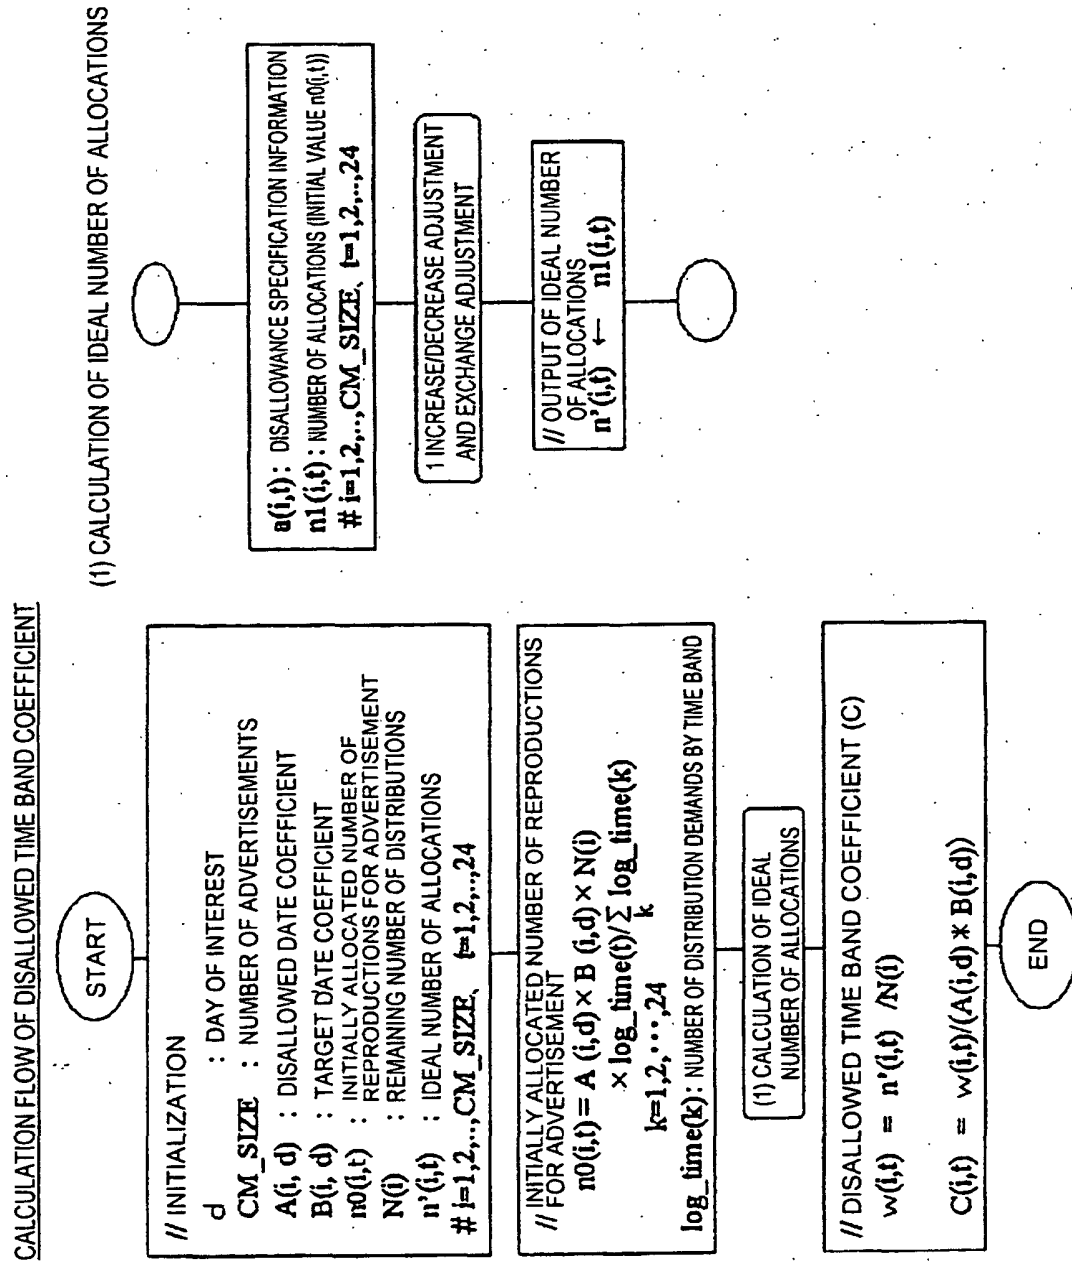 CALCULATION FLOW OF DISALLOWED TIME BAND COEFFICIENT
START
// INITIALIZATION
d : DAY OF INTEREST
CM_SIZE : NUMBER OF ADVERTISEMENTS
A(i, d) : DISALLOWED DATE COEFFICIENT
B(i, d) : TARGET DATE COEFFICIENT
n0(i,t) : INITIALLY ALLOCATED NUMBER OF
REPRODUCTIONS FOR ADVERTISEMENT
N(i) : REMAINING NUMBER OF DISTRIBUTIONS
n'(i,t) : IDEAL NUMBER OF ALLOCATIONS
# i=1,2,..,CM_SIZE、 t=1,2,..,24
// INITIALLY ALLOCATED NUMBER OF REPRODUCTIONS
FOR ADVERTISEMENT
n0(i,t) = A (i,d) × B (i,d) × N(i)
× log_time(t)/ ∑ log_time(k)
k
k=1,2,···,24
log_time(k) : NUMBER OF DISTRIBUTION DEMANDS BY TIME BAND
(1) CALCULATION OF IDEAL
NUMBER OF ALLOCATIONS
// DISALLOWED TIME BAND COEFFICIENT (C)
w(i,t) = n'(i,t) /N(i)
C(i,t) = w(i,t)/(A(i,d) * B(i,d))
END
(1) CALCULATION OF IDEAL NUMBER OF ALLOCATIONS
a(i,t) : DISALLOWANCE SPECIFICATION INFORMATION
n1(i,t) : NUMBER OF ALLOCATIONS (INITIAL VALUE n0(i,t))
# i=1,2,..,CM_SIZE、 t=1,2,..,24
1 INCREASE/DECREASE ADJUSTMENT
AND EXCHANGE ADJUSTMENT
// OUTPUT OF IDEAL NUMBER
OF ALLOCATIONS
n'(i,t) ← n1(i,t)